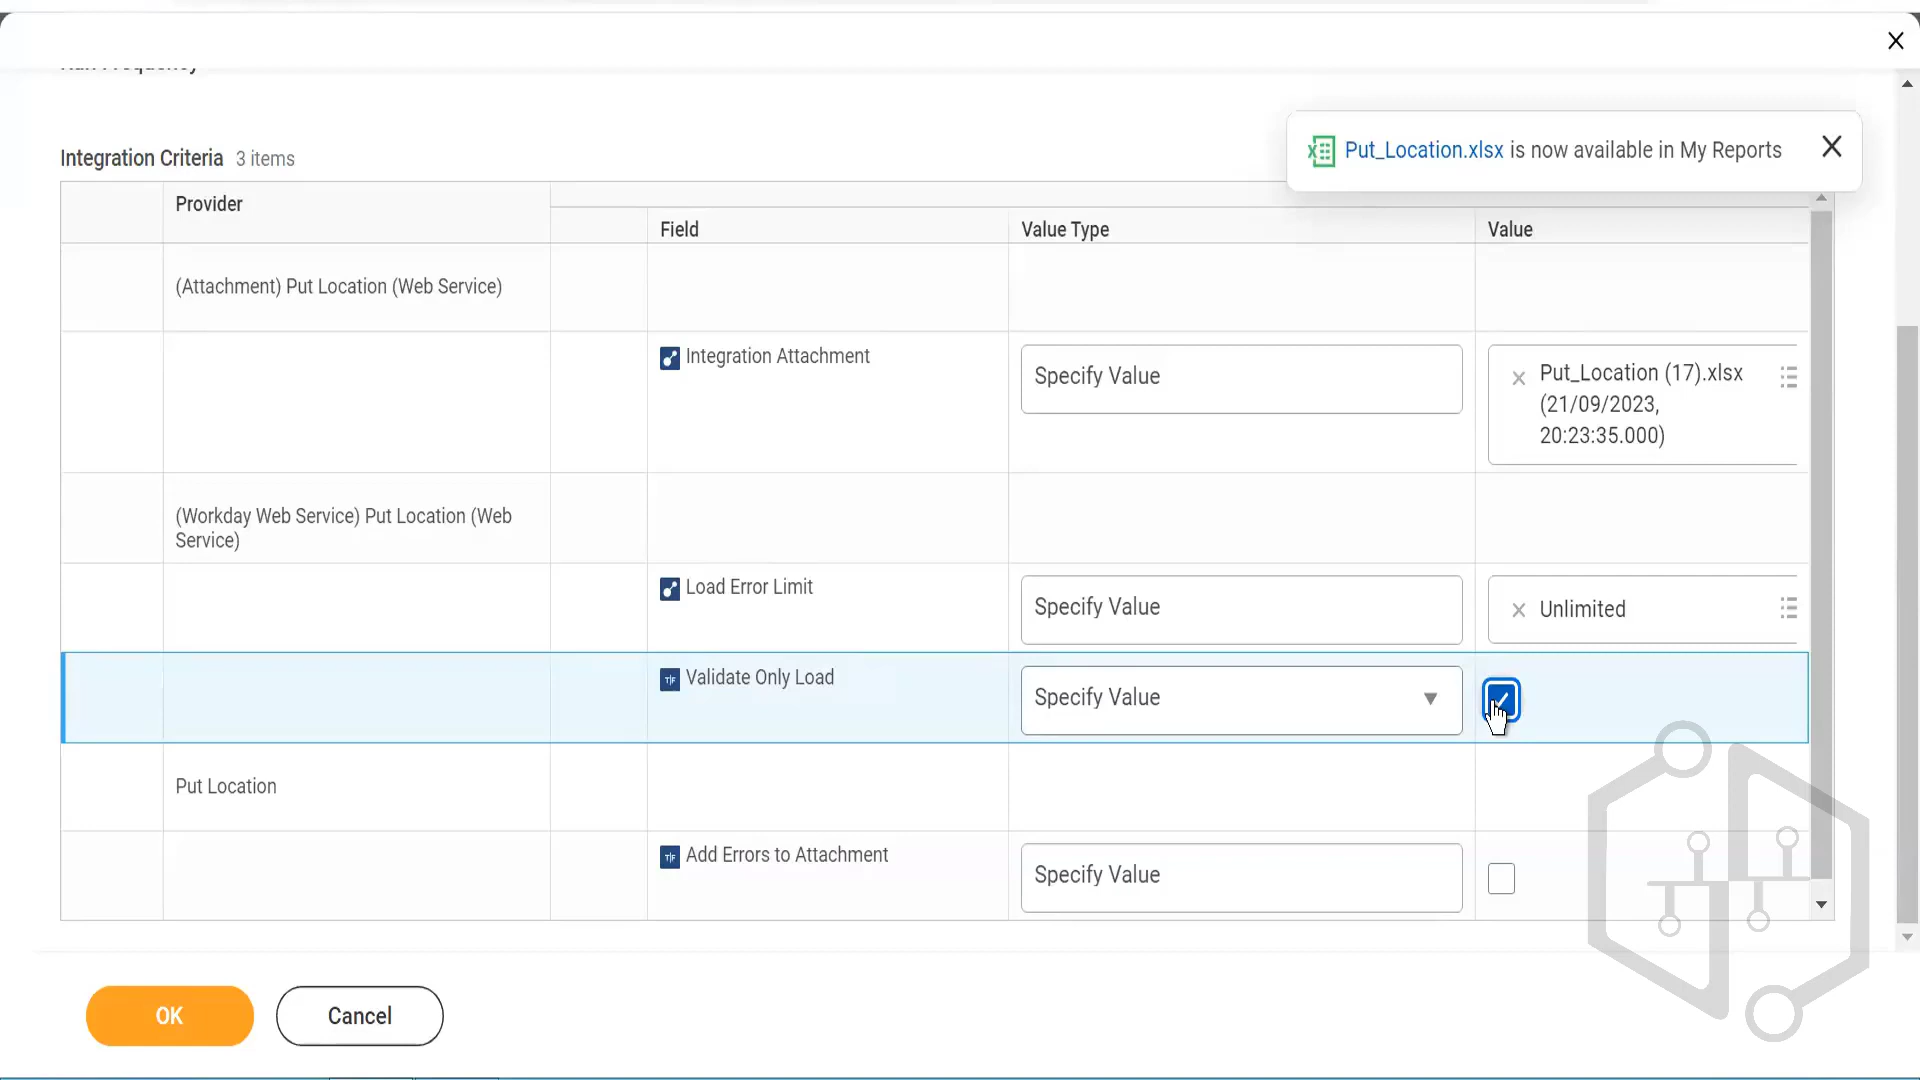 Run Frequency
Put_Location.xlsx is now available in My Reports
Integration Criteria 3 items
Provider
Field Value Type Value
(Attachment) Put Location (Web Service)
Integration Attachment Specify Value Put_Location (17).xlsx
(21/09/2023,
20:23:35.000)
(Workday Web Service) Put Location (Web
Service)
Load Error Limit Specify Value Unlimited
Validate Only Load Specify Value
Put Location
Add Errors to Attachment Specify Value
OK Cancel